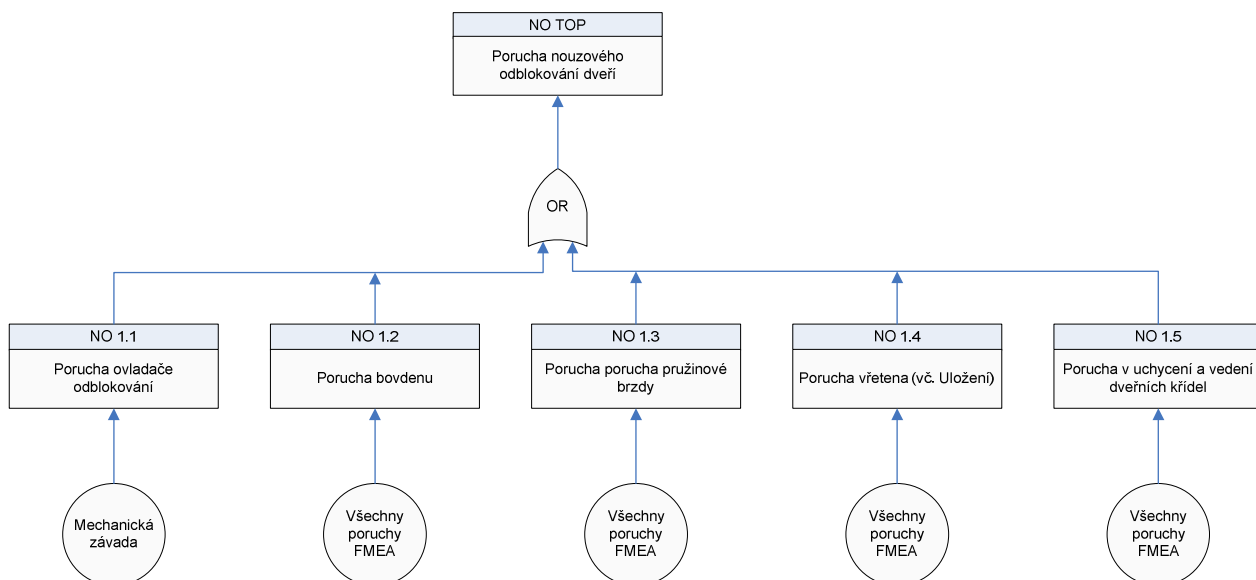 NO TOP
Porucha nouzového
odblokování dveří
OR
NO 1.1
Porucha ovladače
odblokování
NO 1.2
Porucha bovdenu
NO 1.3
Porucha porucha pružinové
brzdy
NO 1.4
Porucha vřetena (vč. Uložení)
NO 1.5
Porucha v uchycení a vedení
dveřních křídel
Mechanická
závada
Všechny
poruchy
FMEA
Všechny
poruchy
FMEA
Všechny
poruchy
FMEA
Všechny
poruchy
FMEA